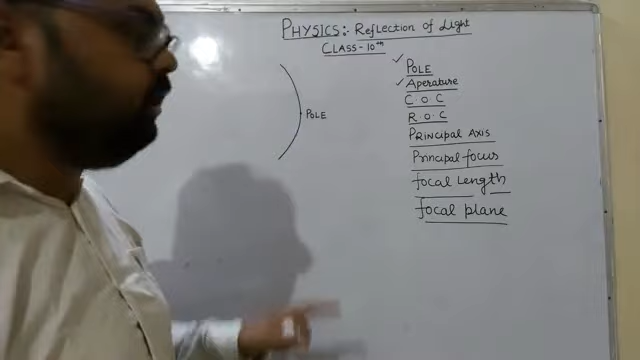 PHYSICS: Reflection of Light
CLASS-10th
✓ POLE
✓ Aperature
C.O.C
R.O.C
PRINCIPAL AXIS
Principal focus
focal Length
focal plane
POLE